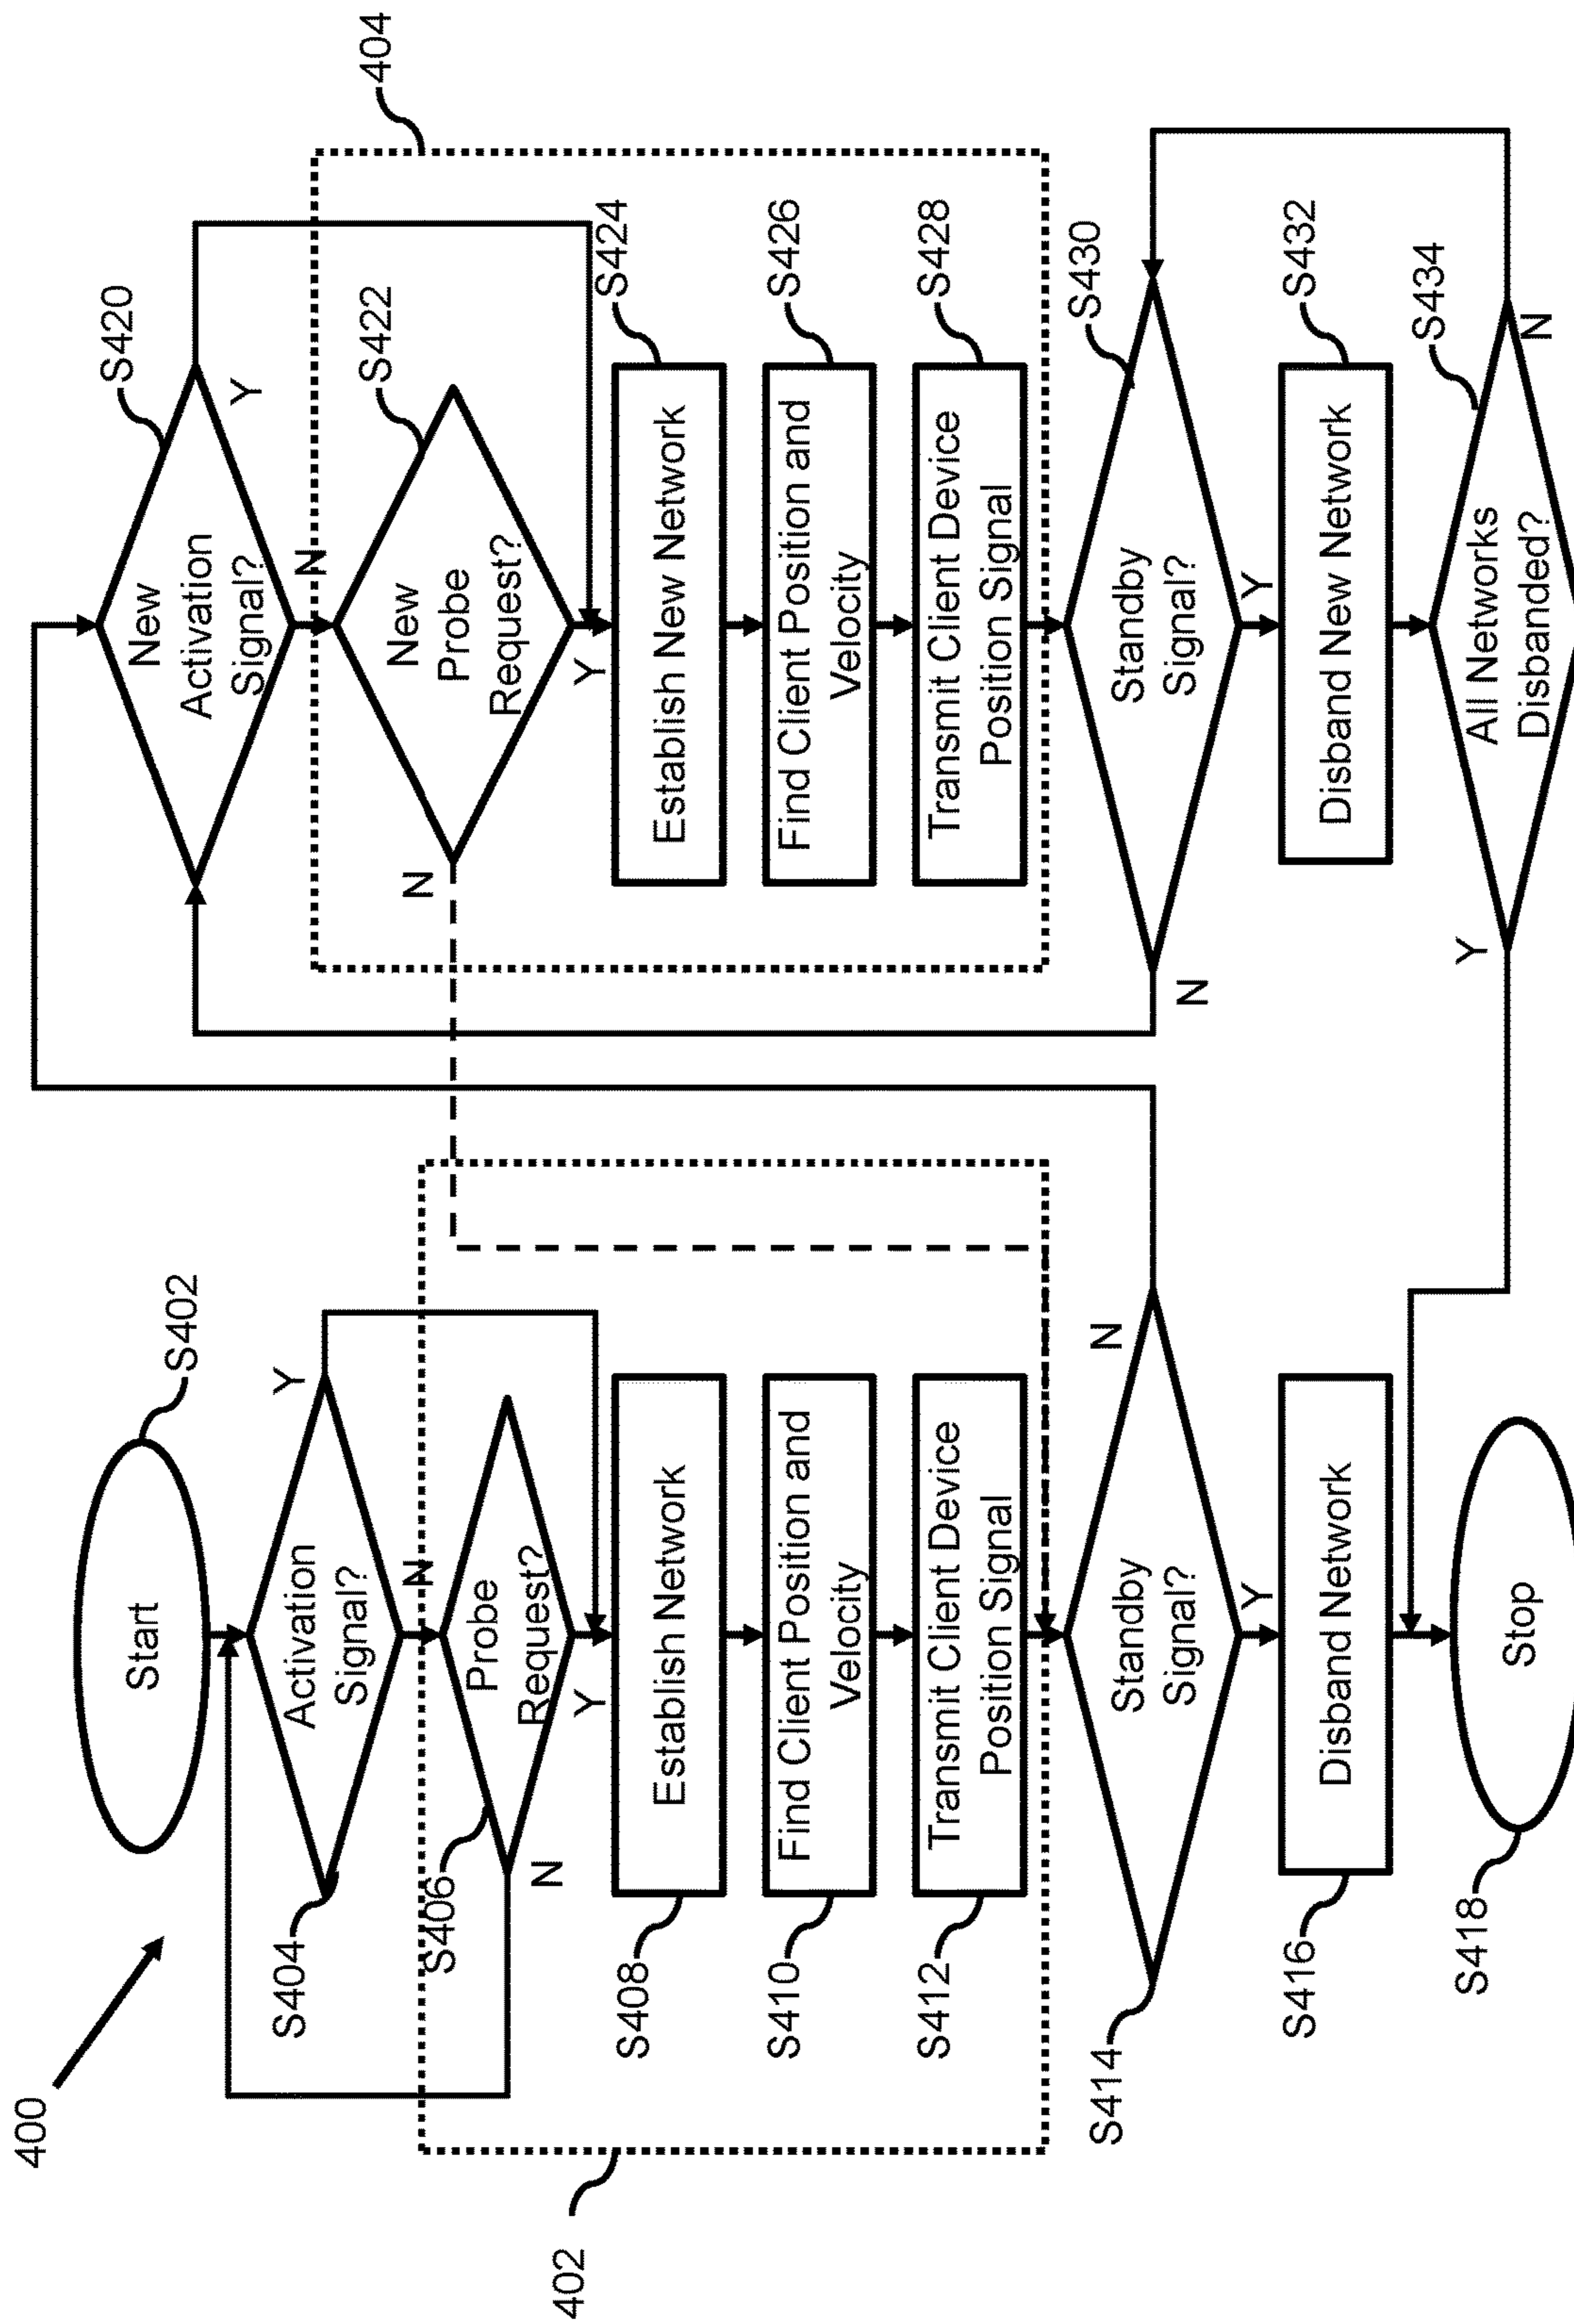 400
Start
S402
Activation
Signal?
S404
Y
N
402
Probe
Request?
S406
N
Y
Establish Network
S408
Find Client Position and
Velocity
S410
Transmit Client Device
Position Signal
S412
Standby
Signal?
S414
N
Y
Disband Network
S416
Stop
S418
New
Activation
Signal?
S420
Y
N
404
New
Probe
Request?
S422
N
Y
Establish New Network
S424
Find Client Position and
Velocity
S426
Transmit Client Device
Position Signal
S428
Standby
Signal?
S430
N
Y
Disband New Network
S432
All Networks
Disbanded?
S434
Y
N